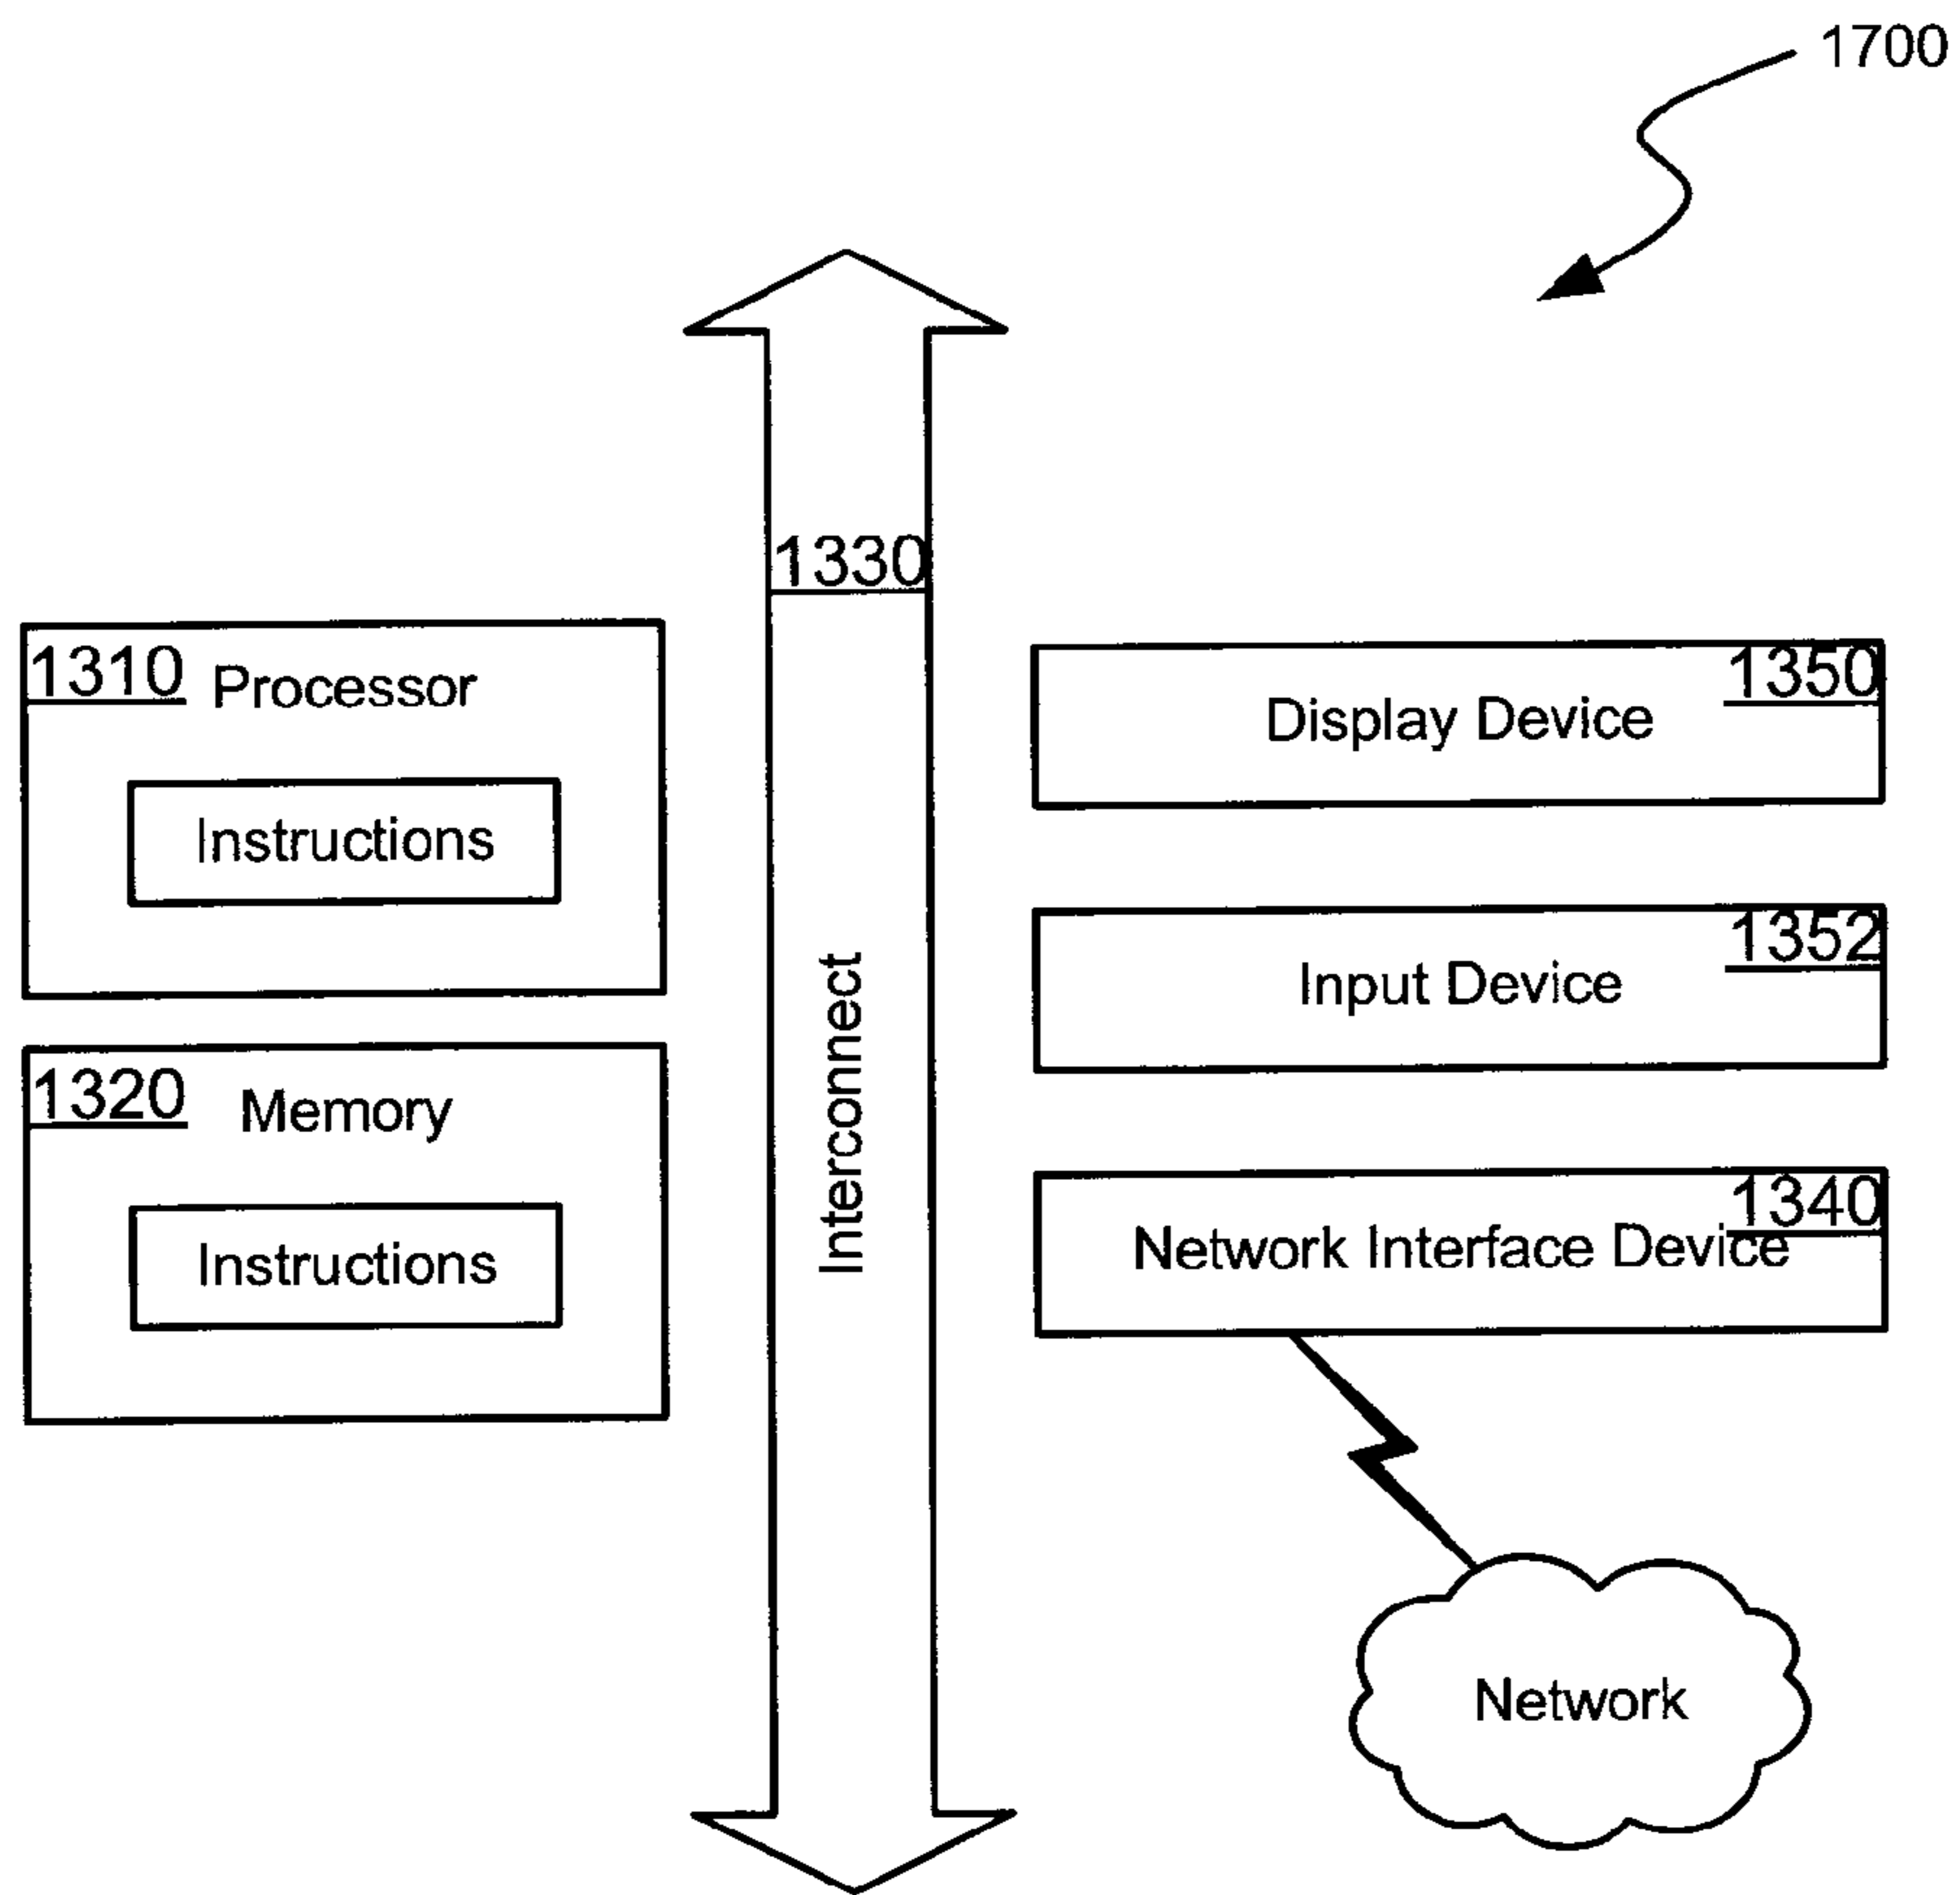 1700
1330
1310 Processor
Instructions
1320 Memory
Instructions
Interconnect
1350
Display Device
1352
Input Device
1340
Network Interface Device
Network